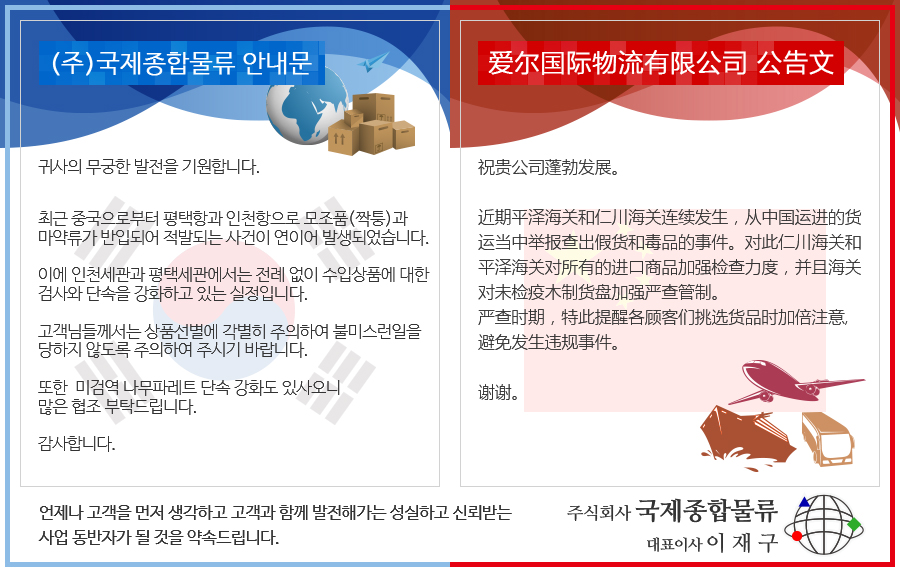 (주)국제종합물류 안내문
귀사의 무궁한 발전을 기원합니다.
최근 중국으로부터 평택항과 인천항으로 모조품(짝퉁)과
마약류가 반입되어 적발되는 사건이 연이어 발생되었습니다.
이에 인천세관과 평택세관에서는 전례 없이 수입상품에 대한
검사와 단속을 강화하고 있는 실정입니다.
고객님들께서는 상품선별에 각별히 주의하여 불미스런일을
당하지 않도록 주의하여 주시기 바랍니다.
또한 미검역 나무파레트 단속 강화도 있사오니
많은 협조 부탁드립니다.
감사합니다.
爱尔国际物流有限公司 公告文
祝贵公司蓬勃发展。
近期平泽海关和仁川海关连续发生，从中国运进的货
运当中举报查出假货和毒品的事件。对此仁川海关和
平泽海关对所有的进口商品加强检查力度，并且海关
对未检疫木制货盘加强严查管制。
严查时期，特此提醒各顾客们挑选货品时加倍注意,
避免发生违规事件。
谢谢。
언제나 고객을 먼저 생각하고 고객과 함께 발전해가는 성실하고 신뢰받는
사업 동반자가 될 것을 약속드립니다.
주식회사 국제종합물류
대표이사 이 재 구